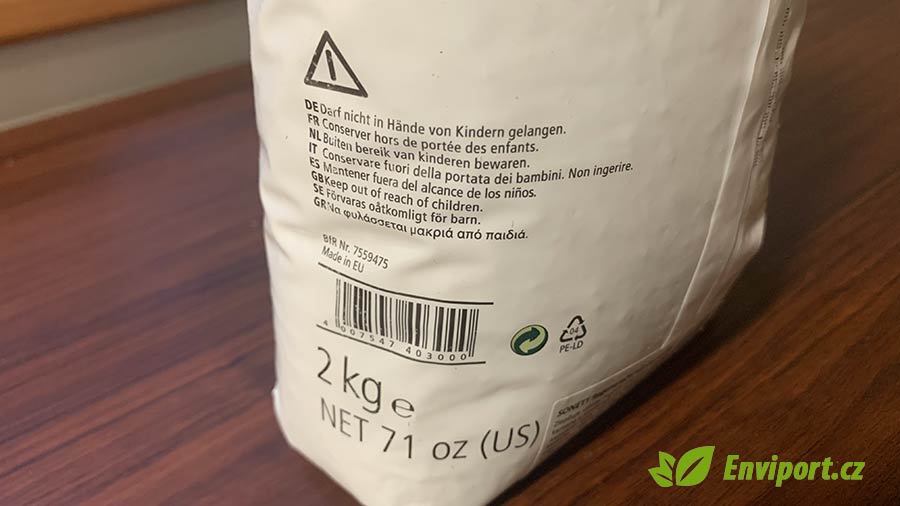 DE Darf nicht in Hände von Kindern gelangen.
FR Conserver hors de portée des enfants.
NL Buiten bereik van kinderen bewaren.
IT Conservare fuori della portata dei bambini. Non ingerire.
ES Mantener fuera del alcance de los niños.
GB Keep out of reach of children.
SE Förvaras oåtkomligt för barn.
GR Να φυλάσσεται μακριά από παιδιά.
BfR Nr. 7559475
Made in EU
4 007547 403000
04
PE-LD
2 kg e
NET 71 oz (US)
SONETT
Enviport.cz